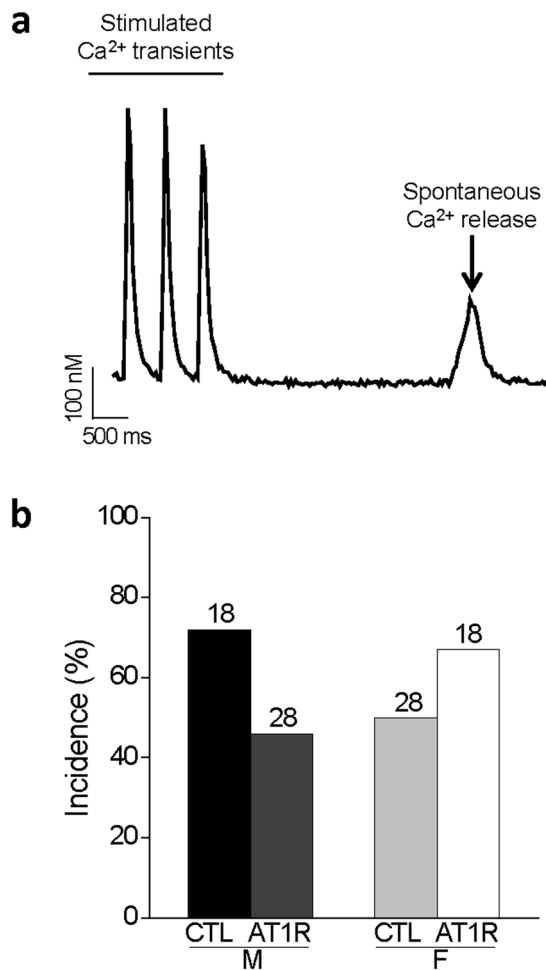 a
Stimulated
Ca²⁺ transients
Spontaneous
Ca²⁺ release
100 nM
500 ms
b
100
80
60
40
20
0
Incidence (%)
18
28
28
18
CTL AT1R CTL AT1R
M F